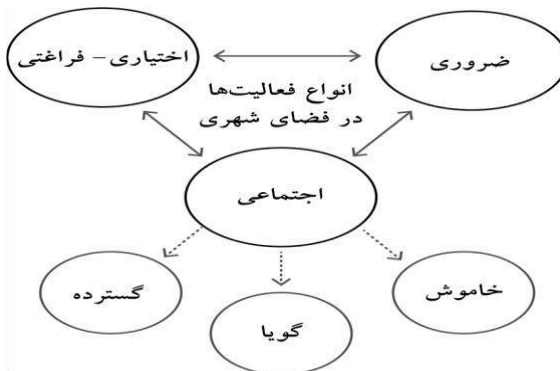 ضروری
اختیاری – فراغتی
انواع فعالیت‌ها
در فضای شهری
اجتماعی
خاموش
گویا
گسترده